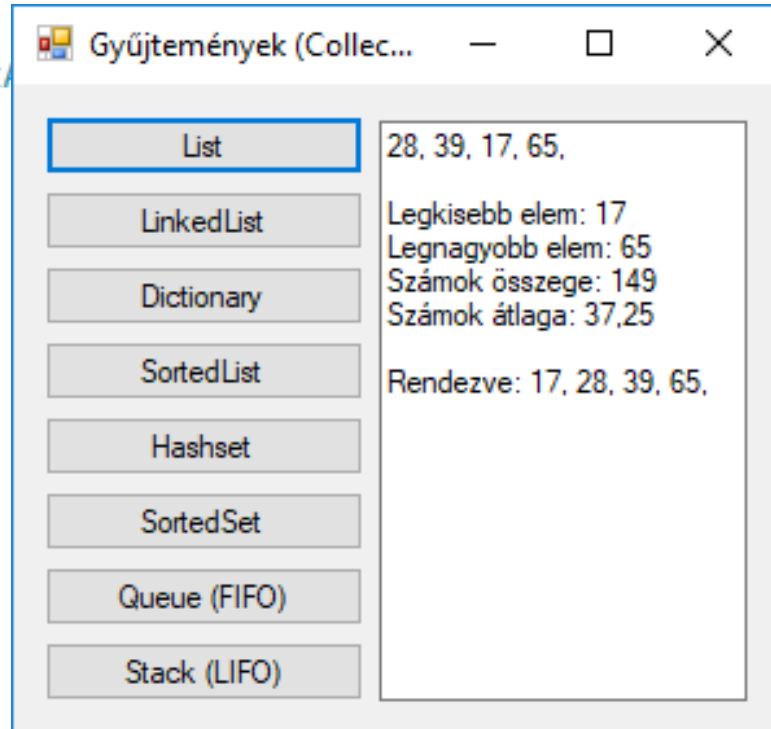 Gyűjtemények (Collec...
List
LinkedList
Dictionary
SortedList
Hashset
SortedSet
Queue (FIFO)
Stack (LIFO)
28, 39, 17, 65,
Legkisebb elem: 17
Legnagyobb elem: 65
Számok összege: 149
Számok átlaga: 37,25
Rendezve: 17, 28, 39, 65,